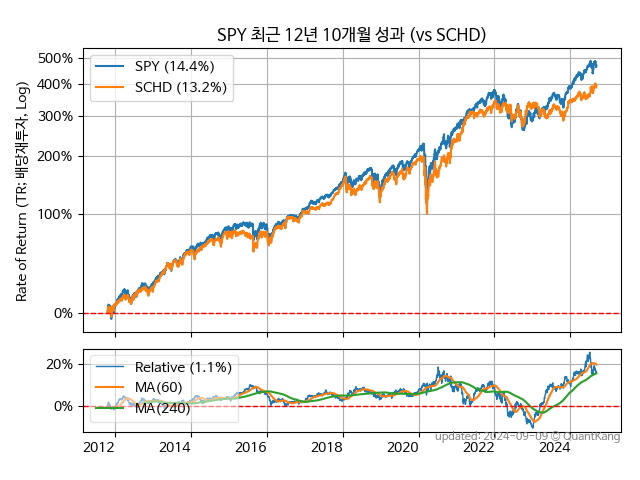 SPY 최근 12년 10개월 성과 (vs SCHD)
Rate of Return (TR: 배당재투자, Log)
500%
400%
300%
200%
100%
0%
SPY (14.4%)
SCHD (13.2%)
20%
0%
Relative (1.1%)
MA(60)
MA(240)
updated: 2024-09-09 © QuantKang
2012 2014 2016 2018 2020 2022 2024